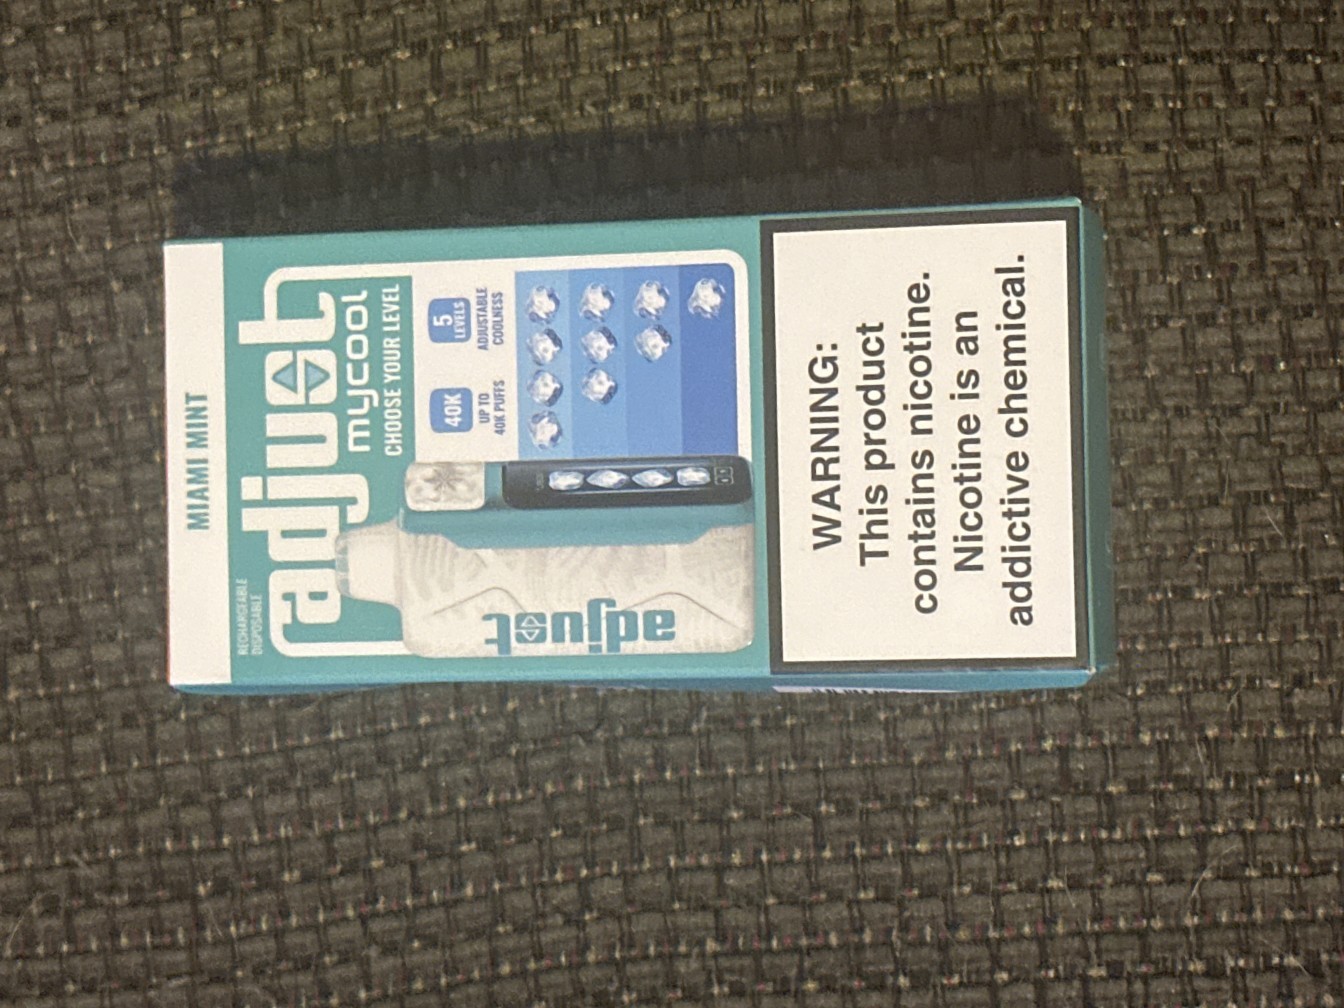 MIAMI MINT
RECHARGEABLE
DISPOSABLE
adjust
mycool
CHOOSE YOUR LEVEL
40K
UP TO
40K PUFFS
5
LEVELS
ADJUSTABLE
COOLNESS
adjust
WARNING:
This product
contains nicotine.
Nicotine is an
addictive chemical.